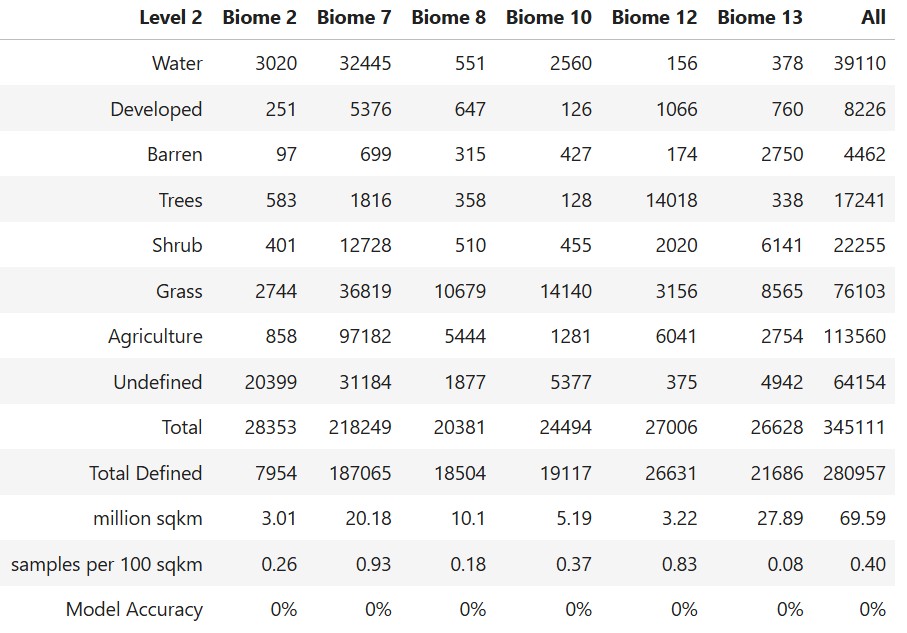 Level 2 Biome 2 Biome 7 Biome 8 Biome 10 Biome 12 Biome 13 All
Water 3020 32445 551 2560 156 378 39110
Developed 251 5376 647 126 1066 760 8226
Barren 97 699 315 427 174 2750 4462
Trees 583 1816 358 128 14018 338 17241
Shrub 401 12728 510 455 2020 6141 22255
Grass 2744 36819 10679 14140 3156 8565 76103
Agriculture 858 97182 5444 1281 6041 2754 113560
Undefined 20399 31184 1877 5377 375 4942 64154
Total 28353 218249 20381 24494 27006 26628 345111
Total Defined 7954 187065 18504 19117 26631 21686 280957
million sqkm 3.01 20.18 10.1 5.19 3.22 27.89 69.59
samples per 100 sqkm 0.26 0.93 0.18 0.37 0.83 0.08 0.40
Model Accuracy 0% 0% 0% 0% 0% 0% 0%